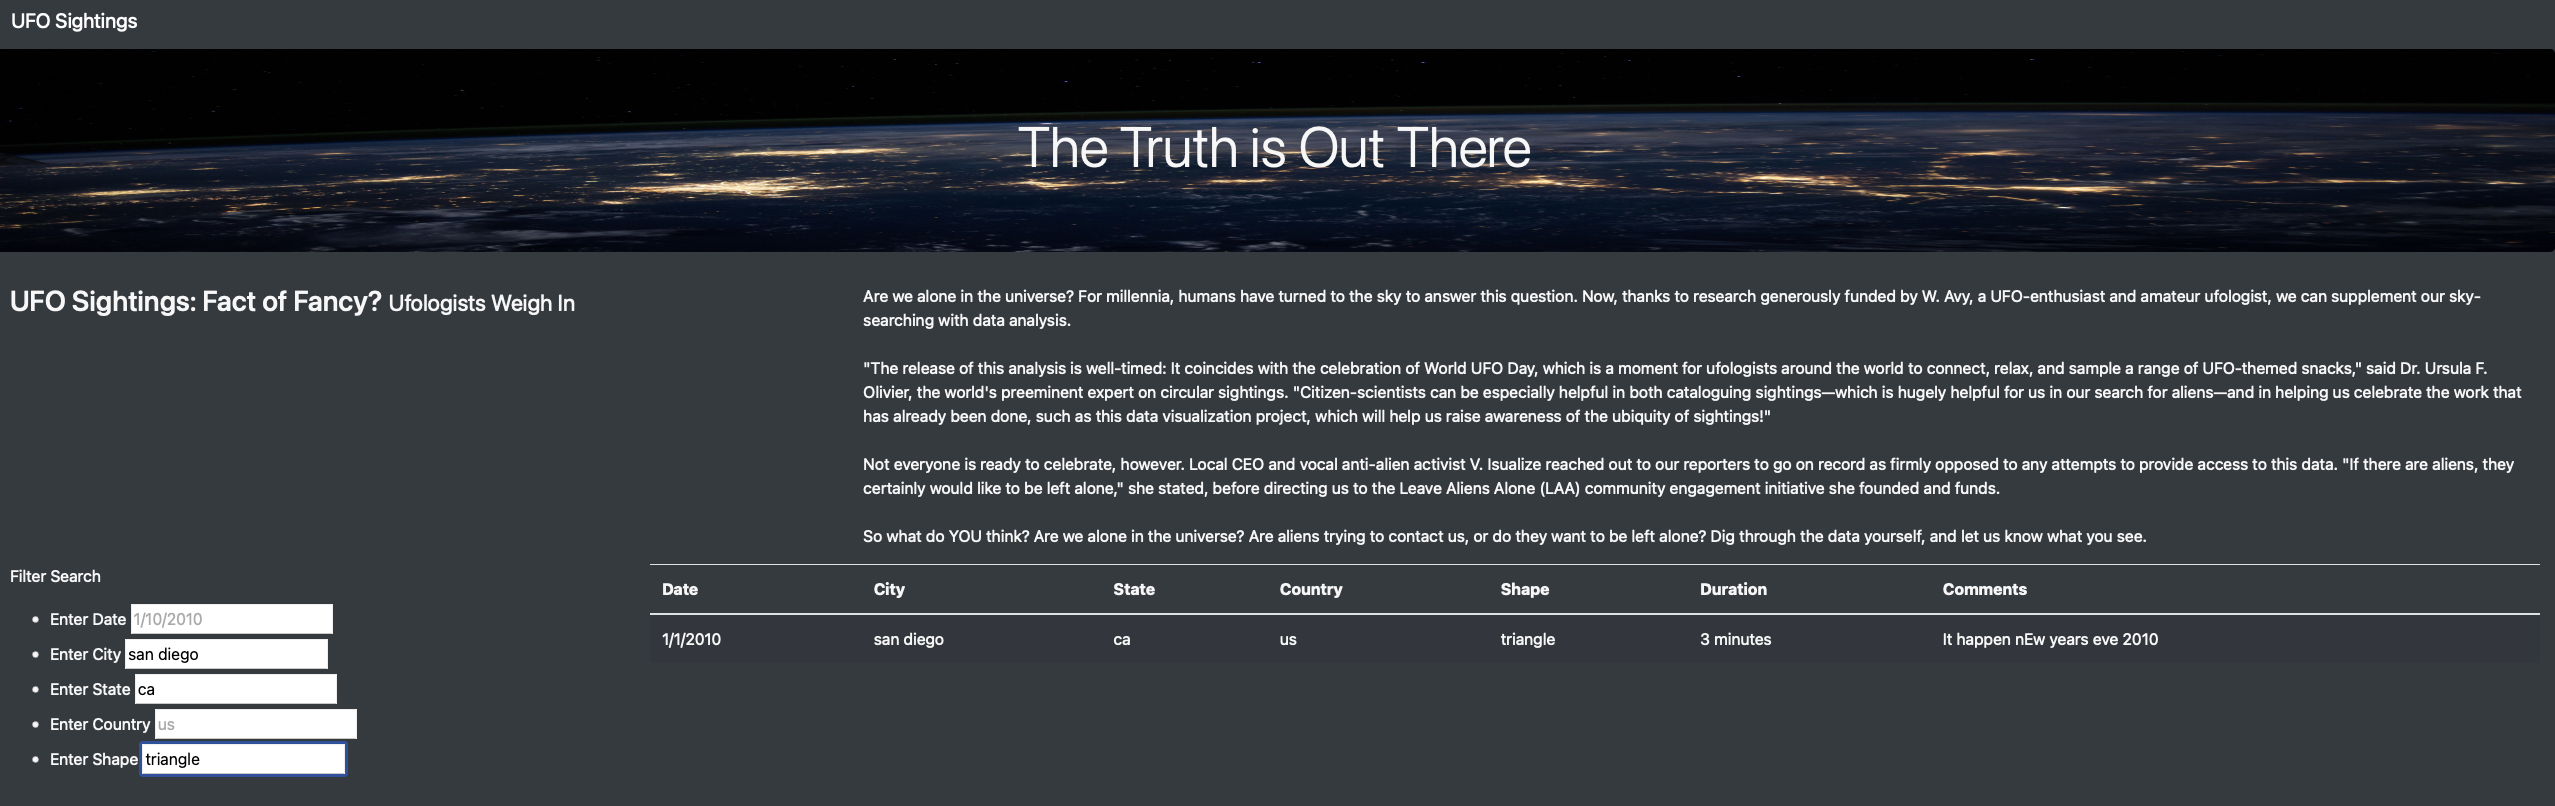 UFO Sightings
The Truth is Out There
UFO Sightings: Fact of Fancy? Ufologists Weigh In
Are we alone in the universe? For millennia, humans have turned to the sky to answer this question. Now, thanks to research generously funded by W. Avy, a UFO-enthusiast and amateur ufologist, we can supplement our sky-
searching with data analysis.
"The release of this analysis is well-timed: It coincides with the celebration of World UFO Day, which is a moment for ufologists around the world to connect, relax, and sample a range of UFO-themed snacks," said Dr. Ursula F.
Olivier, the world's preeminent expert on circular sightings. "Citizen-scientists can be especially helpful in both cataloguing sightings—which is hugely helpful for us in our search for aliens—and in helping us celebrate the work that
has already been done, such as this data visualization project, which will help us raise awareness of the ubiquity of sightings!"
Not everyone is ready to celebrate, however. Local CEO and vocal anti-alien activist V. Isualize reached out to our reporters to go on record as firmly opposed to any attempts to provide access to this data. "If there are aliens, they
certainly would like to be left alone," she stated, before directing us to the Leave Aliens Alone (LAA) community engagement initiative she founded and funds.
So what do YOU think? Are we alone in the universe? Are aliens trying to contact us, or do they want to be left alone? Dig through the data yourself, and let us know what you see.
Filter Search
Enter Date 1/10/2010
Enter City san diego
Enter State ca
Enter Country us
Enter Shape triangle
Date City State Country Shape Duration Comments
1/1/2010 san diego ca us triangle 3 minutes It happen nEw years eve 2010